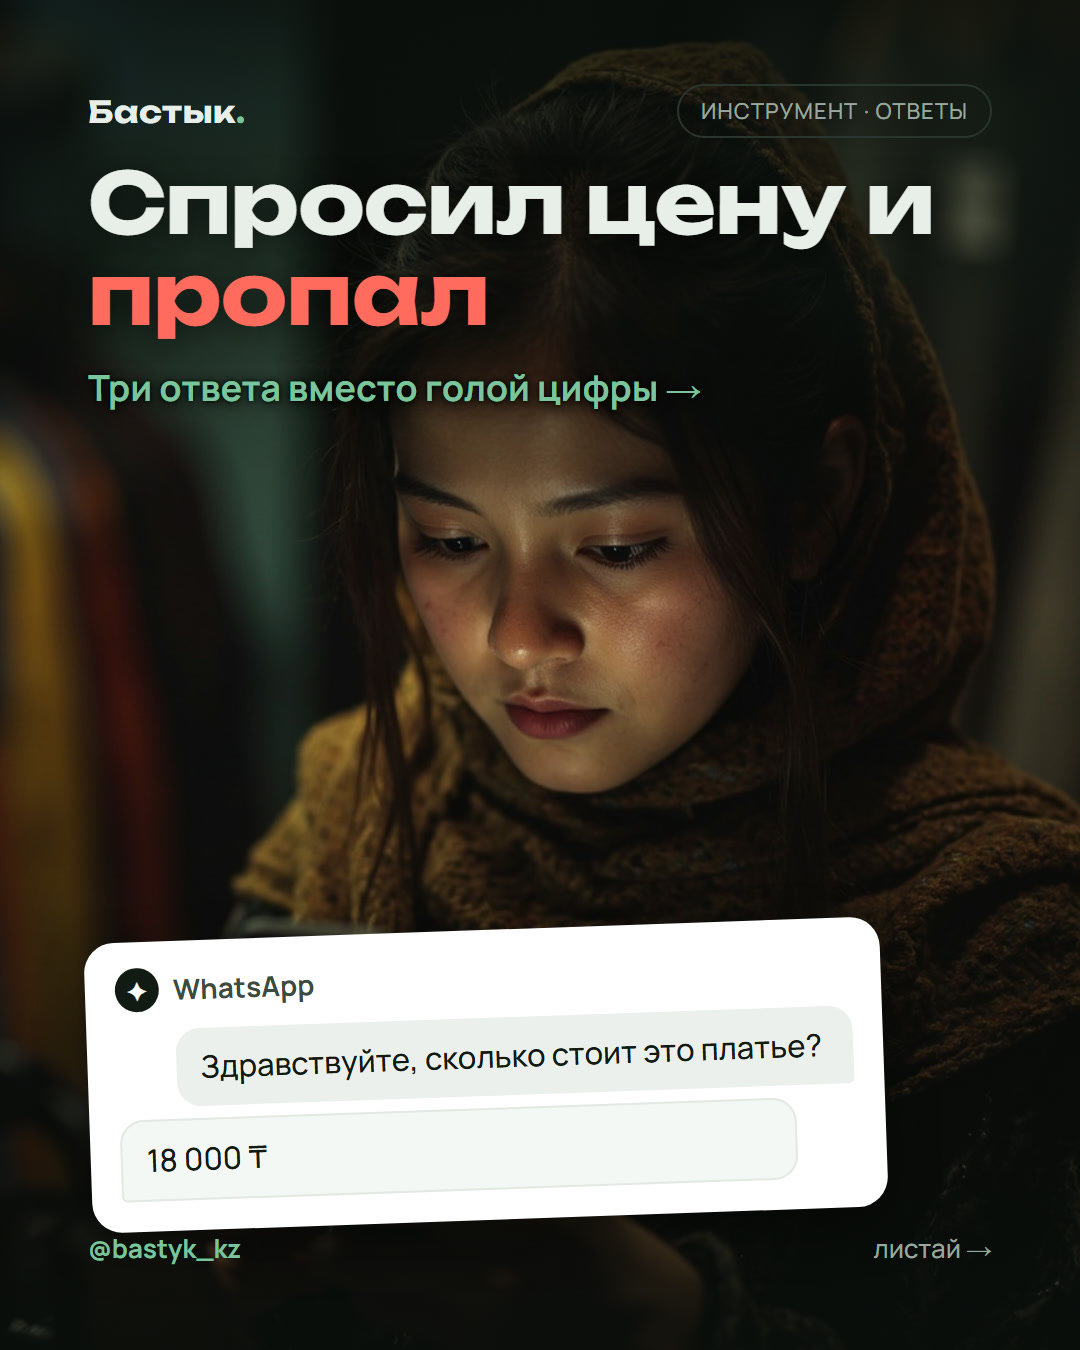 Бастык.
ИНСТРУМЕНТ · ОТВЕТЫ
Спросил цену и
пропал
Три ответа вместо голой цифры →
WhatsApp
Здравствуйте, сколько стоит это платье?
18 000 ₸
@bastyk_kz
листай →